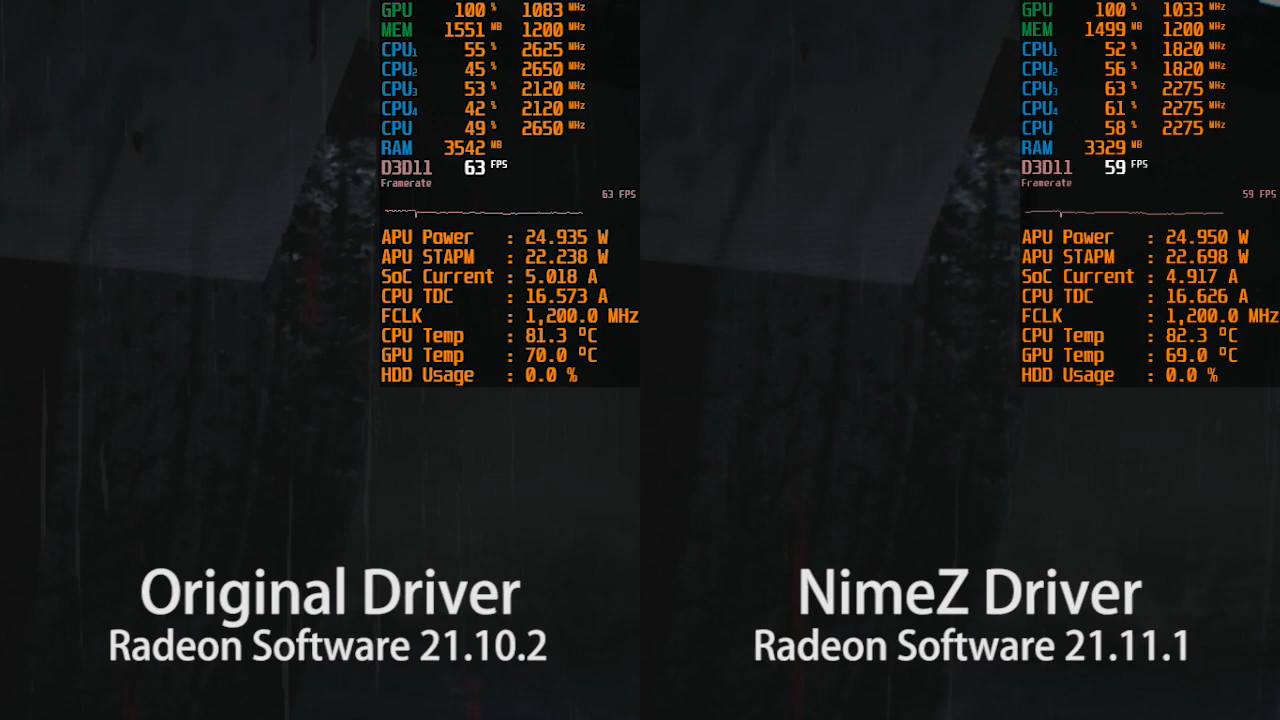 GPU 100 % 1083 MHz
MEM 1551 MB 1200 MHz
CPU1 55 % 2625 MHz
CPU2 45 % 2650 MHz
CPU3 53 % 2120 MHz
CPU4 42 % 2120 MHz
CPU 49 % 2650 MHz
RAM 3542 MB
D3D11 63 FPS
Framerate
63 FPS
APU Power : 24.935 W
APU STAPM : 22.238 W
SoC Current : 5.018 A
CPU TDC : 16.573 A
FCLK : 1,200.0 MHz
CPU Temp : 81.3 ºC
GPU Temp : 70.0 ºC
HDD Usage : 0.0 %
Original Driver
Radeon Software 21.10.2
GPU 100 % 1033 MHz
MEM 1499 MB 1200 MHz
CPU1 52 % 1820 MHz
CPU2 56 % 1820 MHz
CPU3 63 % 2275 MHz
CPU4 61 % 2275 MHz
CPU 58 % 2275 MHz
RAM 3329 MB
D3D11 59 FPS
Framerate
59 FPS
APU Power : 24.950 W
APU STAPM : 22.698 W
SoC Current : 4.917 A
CPU TDC : 16.626 A
FCLK : 1,200.0 MHz
CPU Temp : 82.3 ºC
GPU Temp : 69.0 ºC
HDD Usage : 0.0 %
NimeZ Driver
Radeon Software 21.11.1